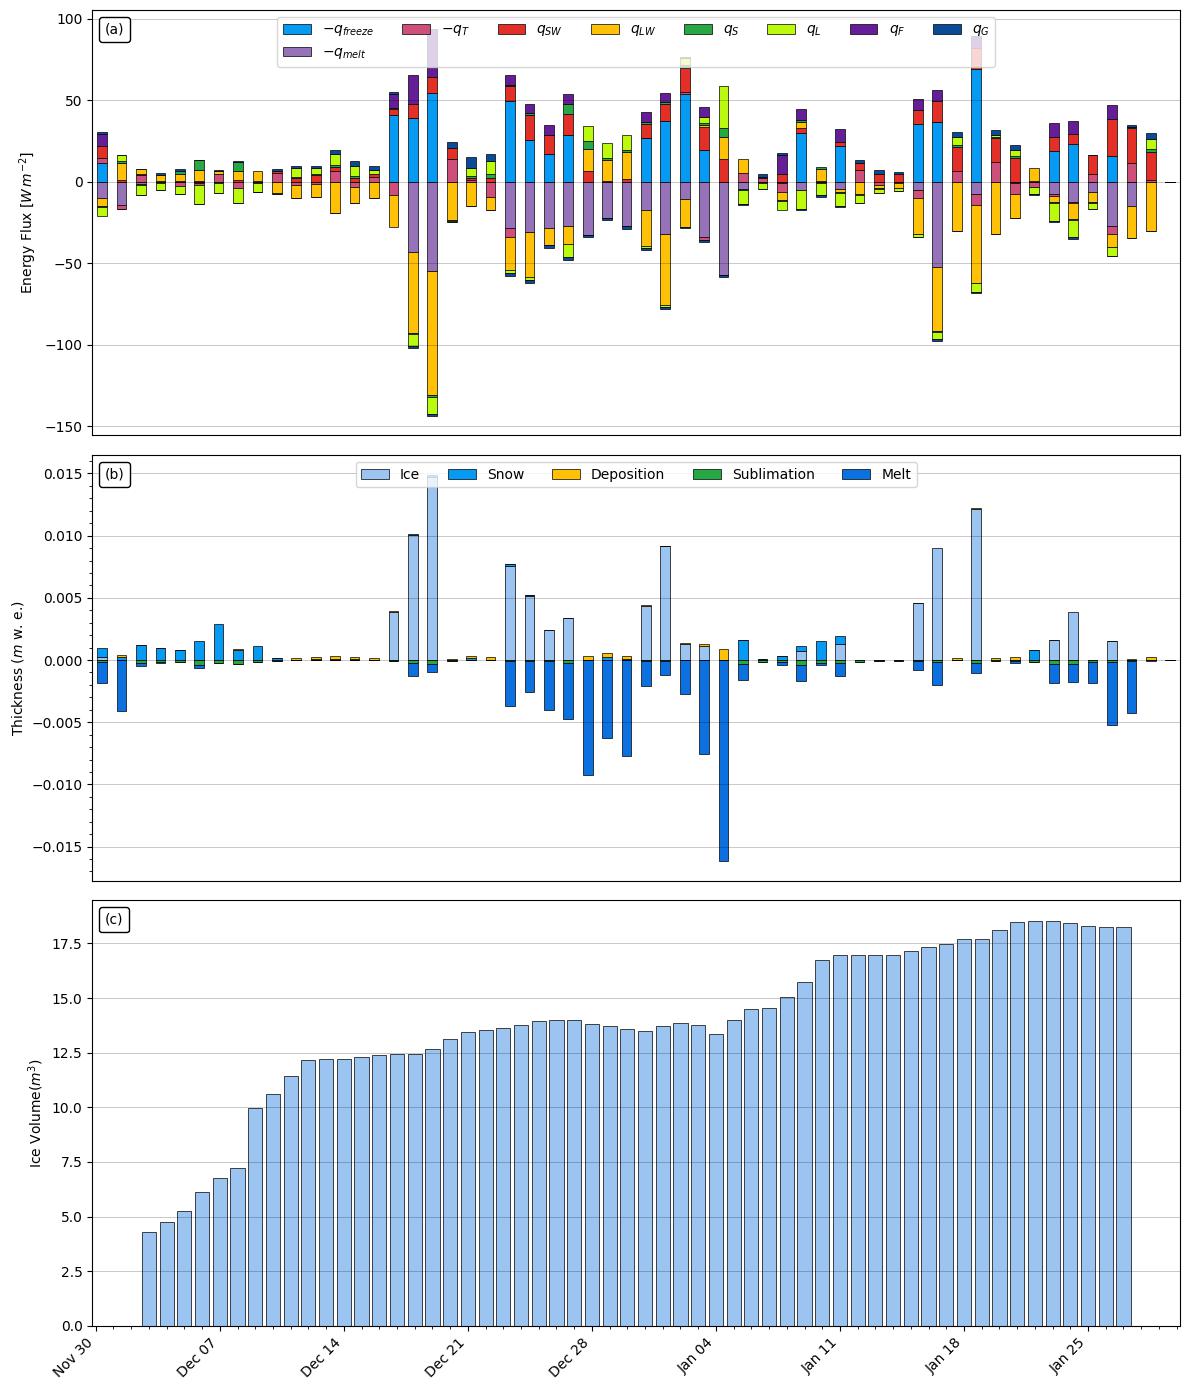 (a)
−q_freeze −q_T q_SW q_LW q_S q_L q_F q_G
−q_melt
Energy Flux [W m^−2]
100
50
0
−50
−100
−150
(b)
Ice Snow Deposition Sublimation Melt
Thickness (m w. e.)
0.015
0.010
0.005
0.000
−0.005
−0.010
−0.015
(c)
Ice Volume(m^3)
17.5
15.0
12.5
10.0
7.5
5.0
2.5
0.0
Nov 30 Dec 07 Dec 14 Dec 21 Dec 28 Jan 04 Jan 11 Jan 18 Jan 25